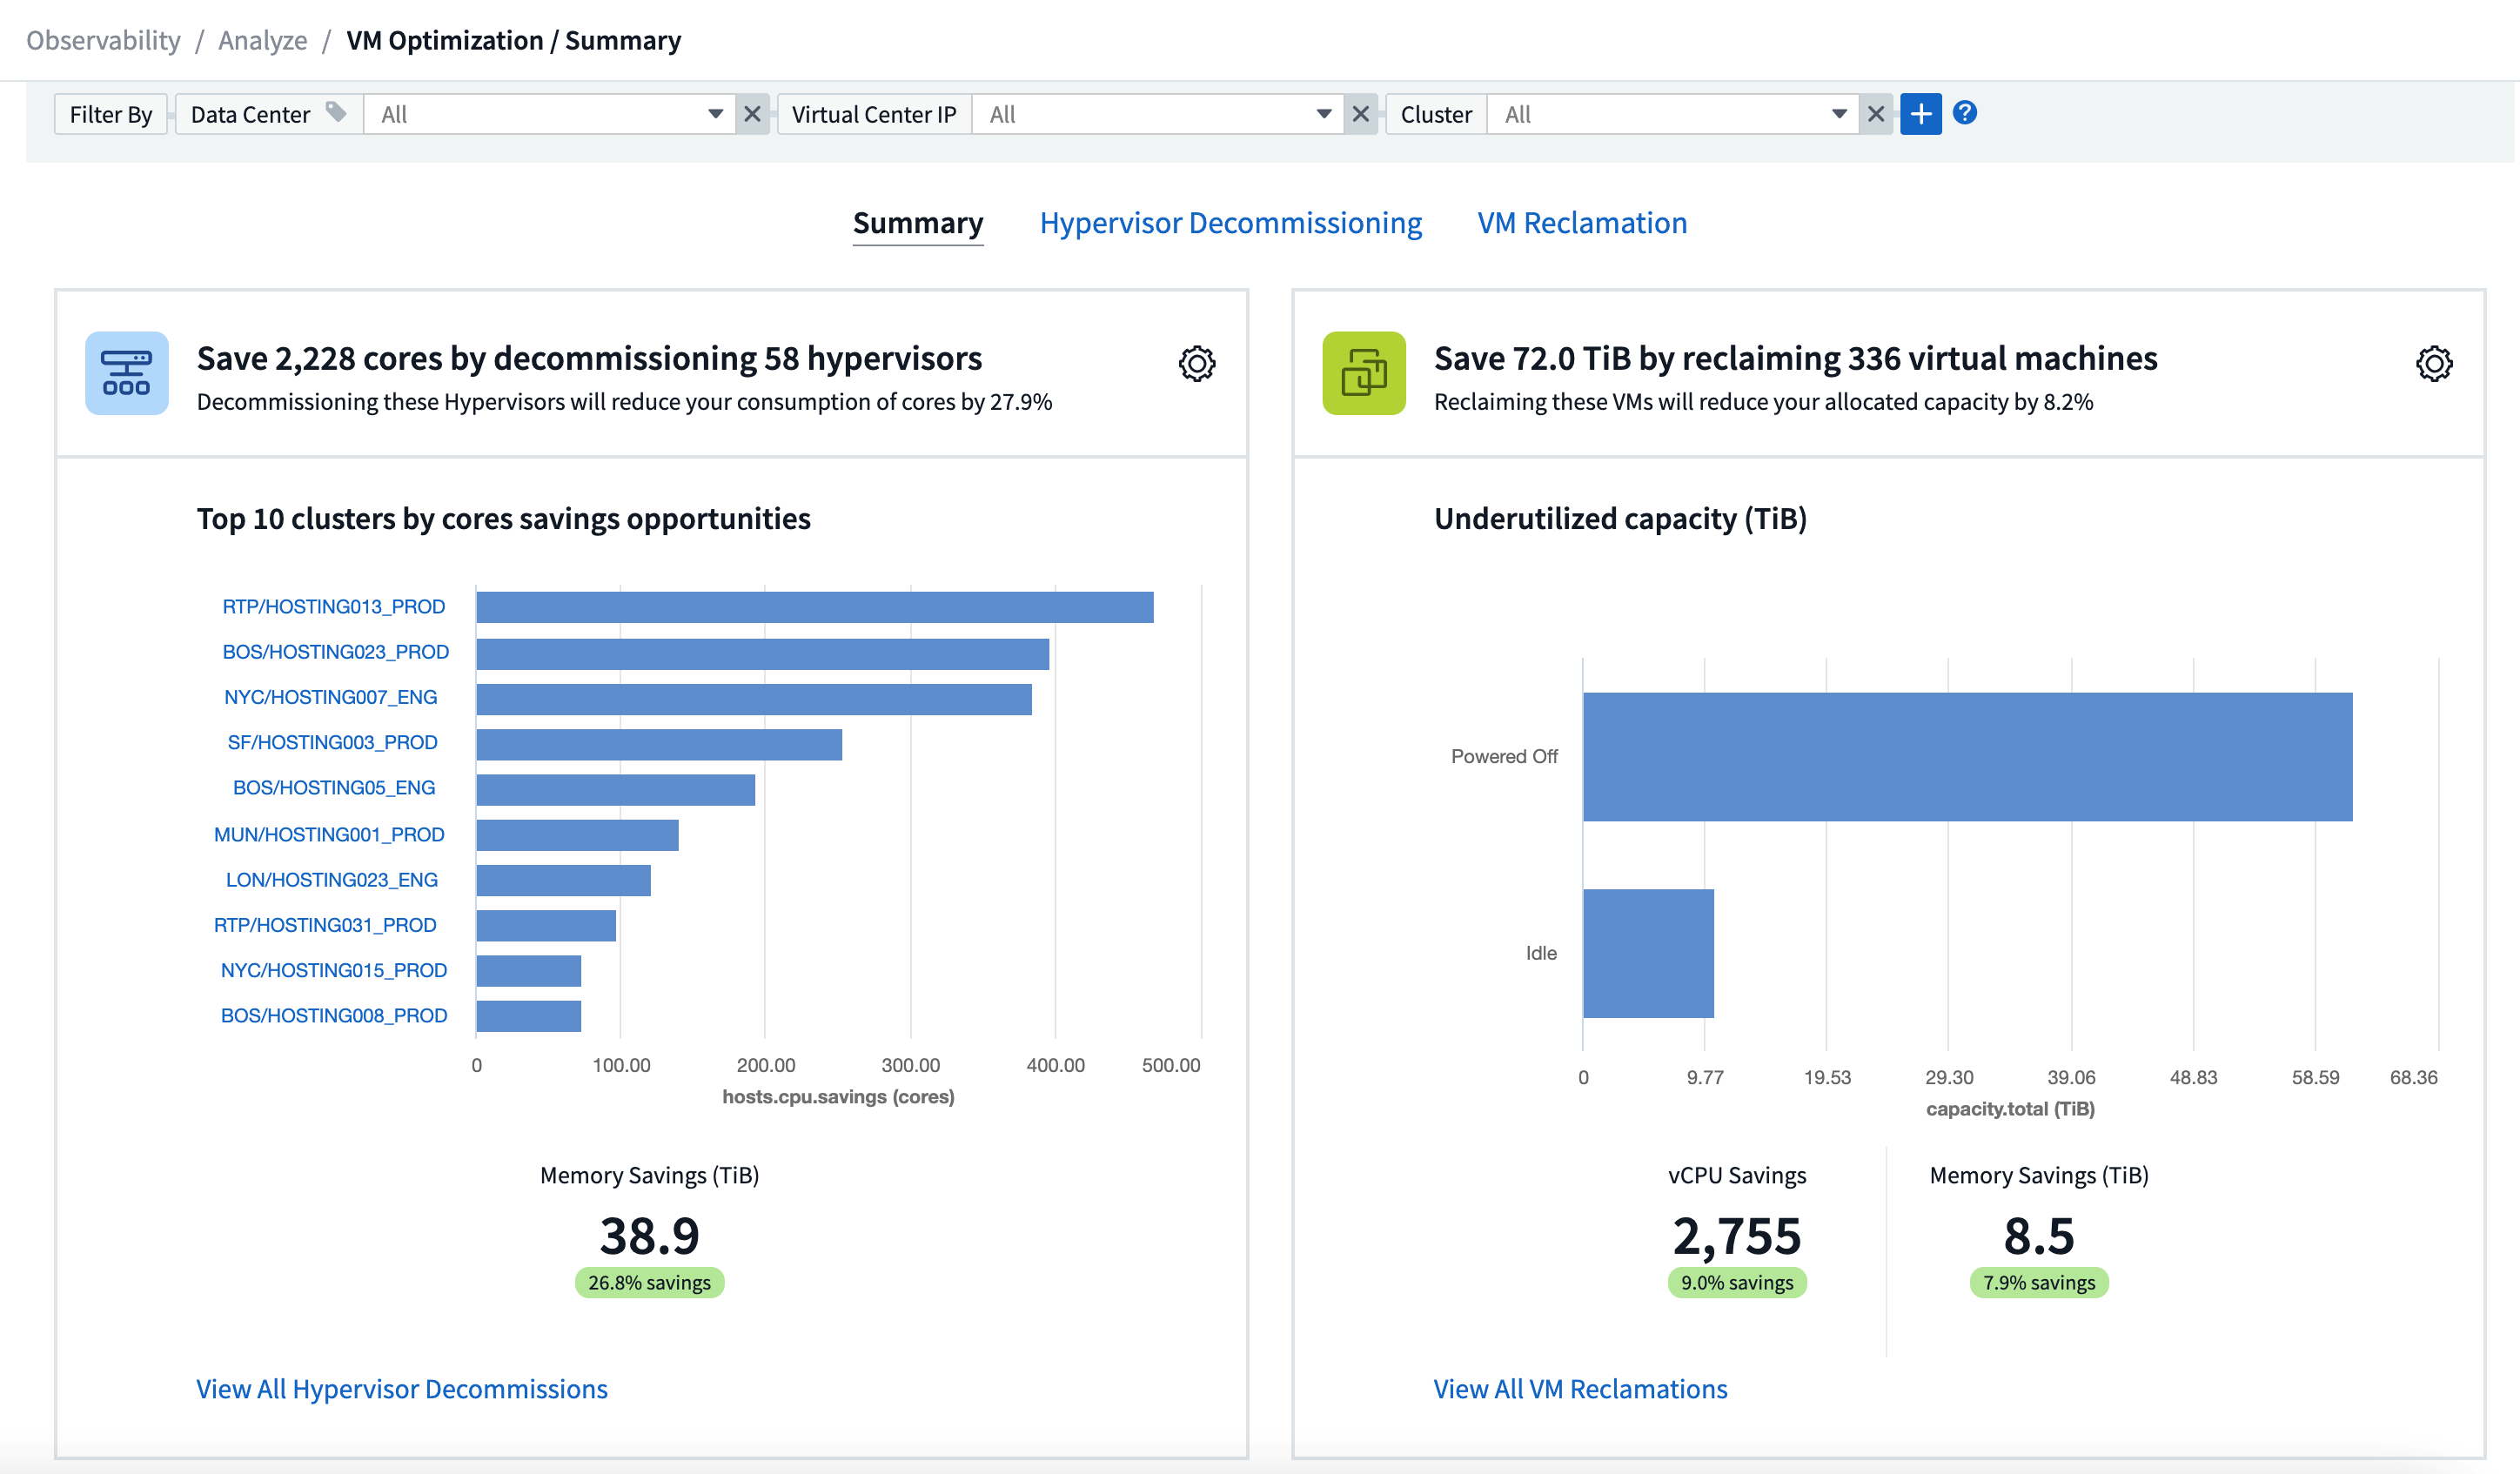 Observability / Analyze / VM Optimization / Summary
Filter By Data Center All Virtual Center IP All Cluster All
Summary Hypervisor Decommissioning VM Reclamation
Save 2,228 cores by decommissioning 58 hypervisors
Decommissioning these Hypervisors will reduce your consumption of cores by 27.9%
Top 10 clusters by cores savings opportunities
RTP/HOSTING013_PROD
BOS/HOSTING023_PROD
NYC/HOSTING007_ENG
SF/HOSTING003_PROD
BOS/HOSTING05_ENG
MUN/HOSTING001_PROD
LON/HOSTING023_ENG
RTP/HOSTING031_PROD
NYC/HOSTING015_PROD
BOS/HOSTING008_PROD
0 100.00 200.00 300.00 400.00 500.00
hosts.cpu.savings (cores)
Memory Savings (TiB)
38.9
26.8% savings
View All Hypervisor Decommissions
Save 72.0 TiB by reclaiming 336 virtual machines
Reclaiming these VMs will reduce your allocated capacity by 8.2%
Underutilized capacity (TiB)
Powered Off
Idle
0 9.77 19.53 29.30 39.06 48.83 58.59 68.36
capacity.total (TiB)
vCPU Savings
2,755
9.0% savings
Memory Savings (TiB)
8.5
7.9% savings
View All VM Reclamations